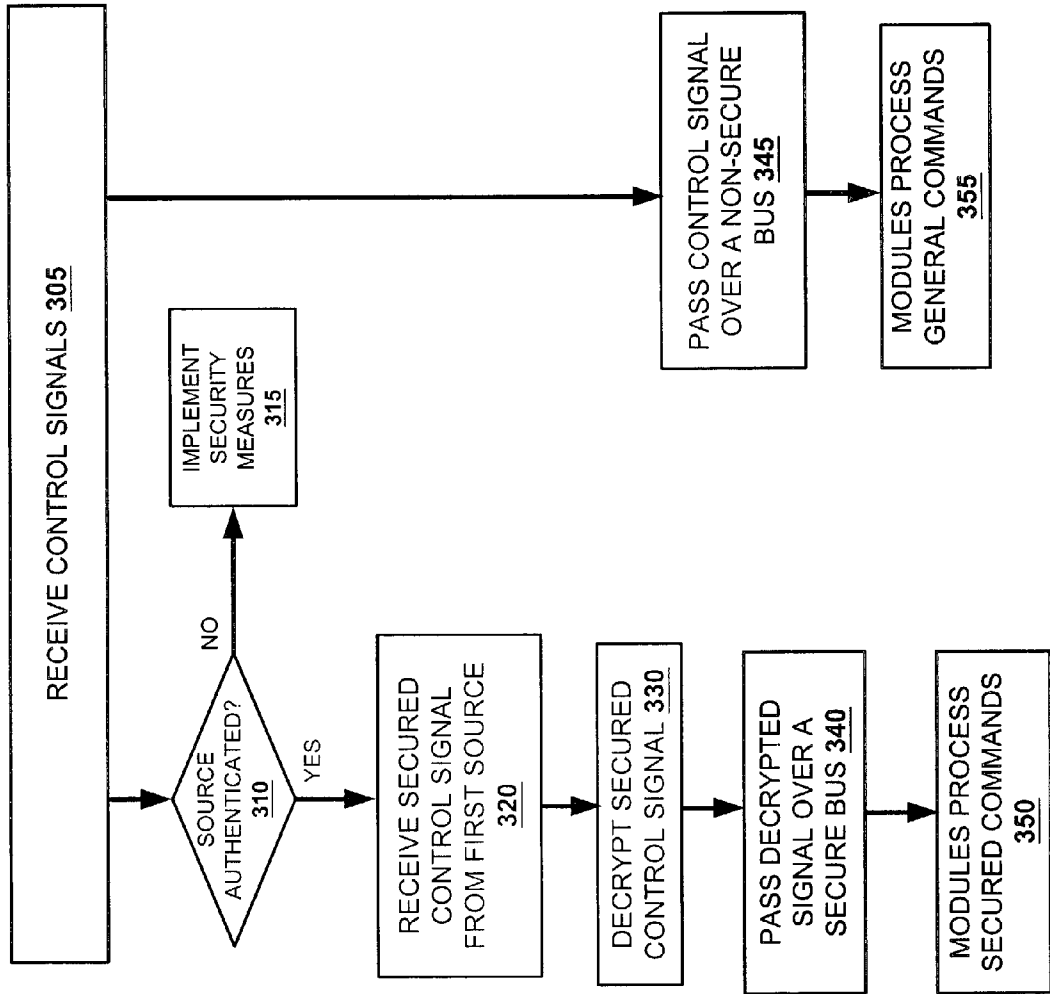 RECEIVE CONTROL SIGNALS 305
SOURCE
AUTHENTICATED?
310
NO
YES
IMPLEMENT
SECURITY
MEASURES
315
RECEIVE SECURED
CONTROL SIGNAL
FROM FIRST SOURCE
320
DECRYPT SECURED
CONTROL SIGNAL 330
PASS DECRYPTED
SIGNAL OVER A
SECURE BUS 340
MODULES PROCESS
SECURED COMMANDS
350
PASS CONTROL SIGNAL
OVER A NON-SECURE
BUS 345
MODULES PROCESS
GENERAL COMMANDS
355